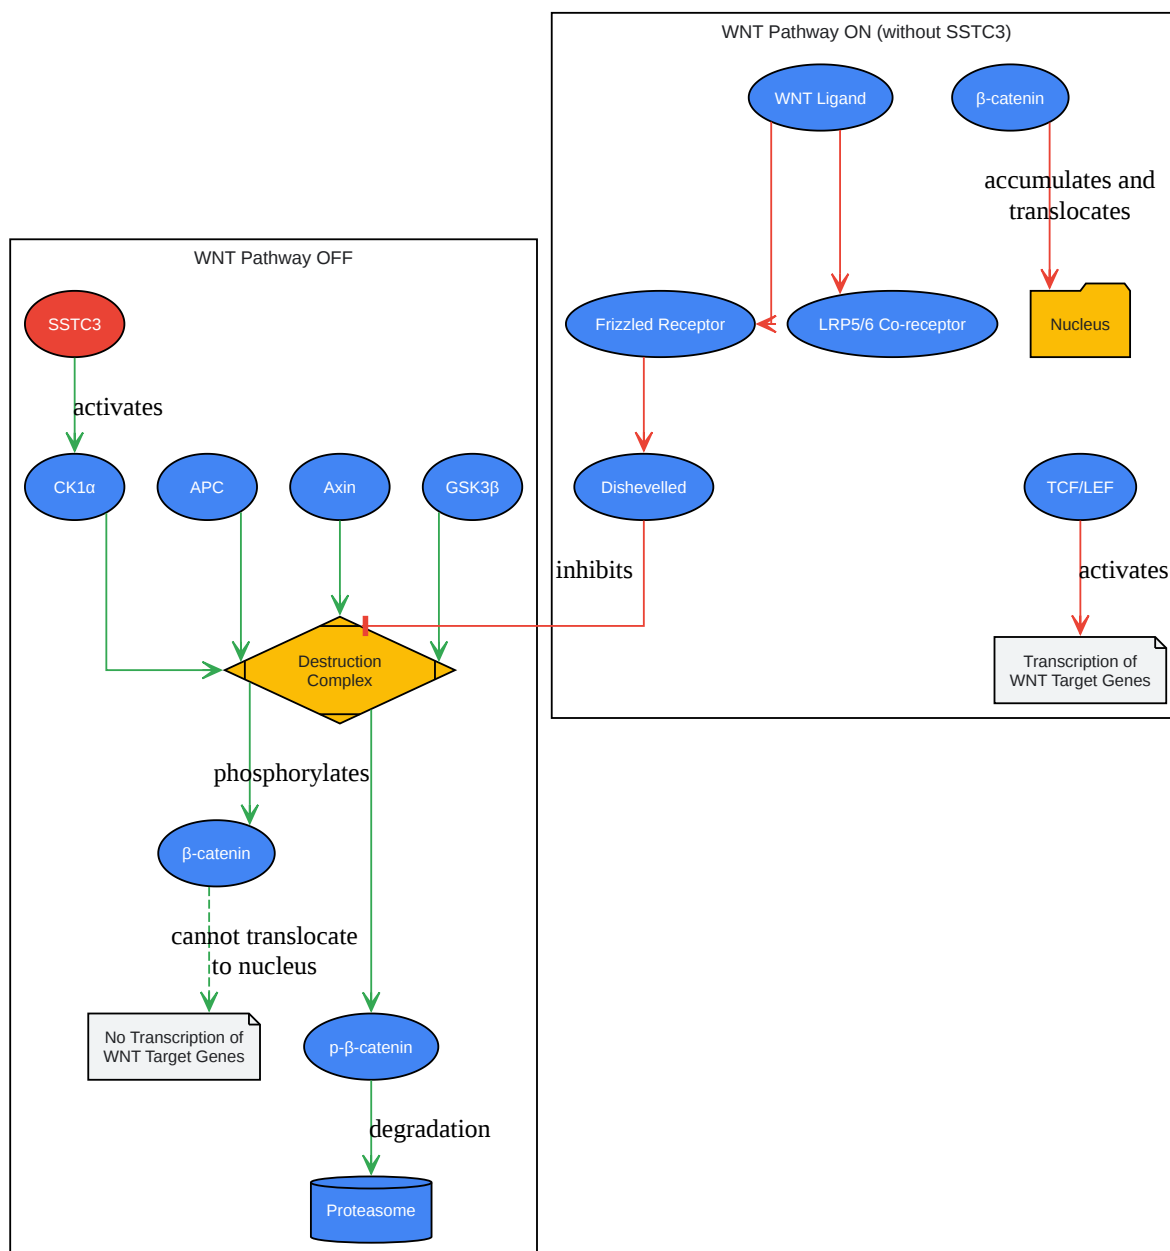 WNT Pathway ON (without SSTC3)
WNT Ligand
β-catenin
accumulates and
translocates
Frizzled Receptor
LRP5/6 Co-receptor
Nucleus
Dishevelled
TCF/LEF
inhibits
activates
Transcription of
WNT Target Genes
WNT Pathway OFF
SSTC3
activates
CK1α
APC
Axin
GSK3β
Destruction
Complex
phosphorylates
β-catenin
cannot translocate
to nucleus
No Transcription of
WNT Target Genes
p-β-catenin
degradation
Proteasome